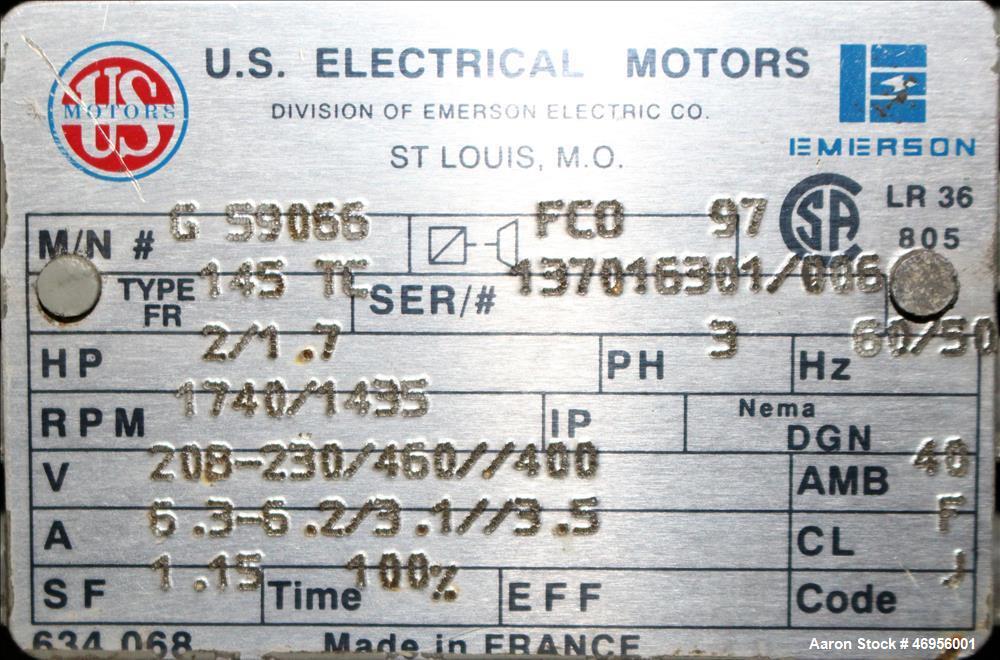 US
MOTORS
U.S. ELECTRICAL MOTORS
DIVISION OF EMERSON ELECTRIC CO.
ST LOUIS, M.O.
EMERSON
M/N # G 59066 FCO 97
SA LR 36
805
TYPE
FR 145 TC SER/# 137016301/006
HP 2/1.7 PH 3 Hz 60/50
RPM 1740/1435 IP Nema
DGN
V 208-230/460//400 AMB 40
A 6.3-6.2/3.1//3.5 CL F
SF 1.15 Time 100% EFF Code J
634 068 Made in FRANCE
Aaron Stock # 46956001